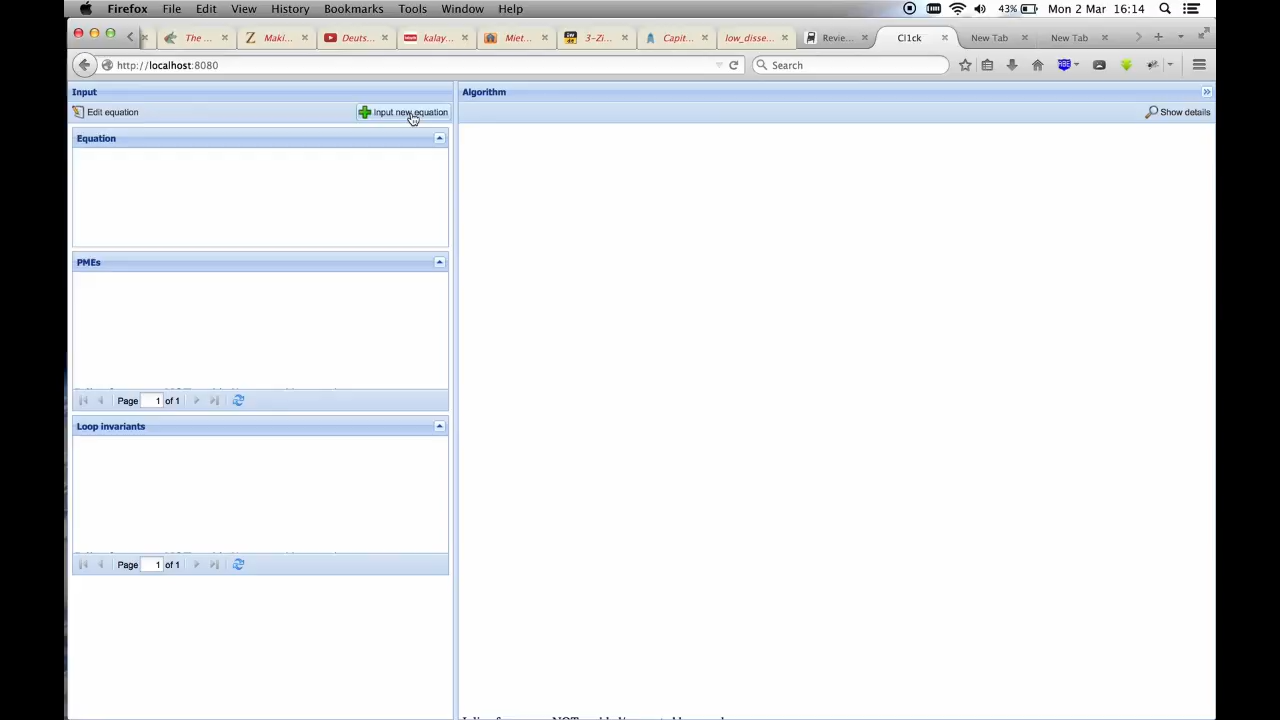 Firefox File Edit View History Bookmarks Tools Window Help 43% Mon 2 Mar 16:14
The ... Maki... Deuts... kalay... Miet... 3-Zi... Capit... low_disse... Revie... Cl1ck New Tab New Tab
http://localhost:8080 Search
Input Algorithm
Edit equation Input new equation Show details
Equation
PMEs
Page 1 of 1
Loop invariants
Page 1 of 1